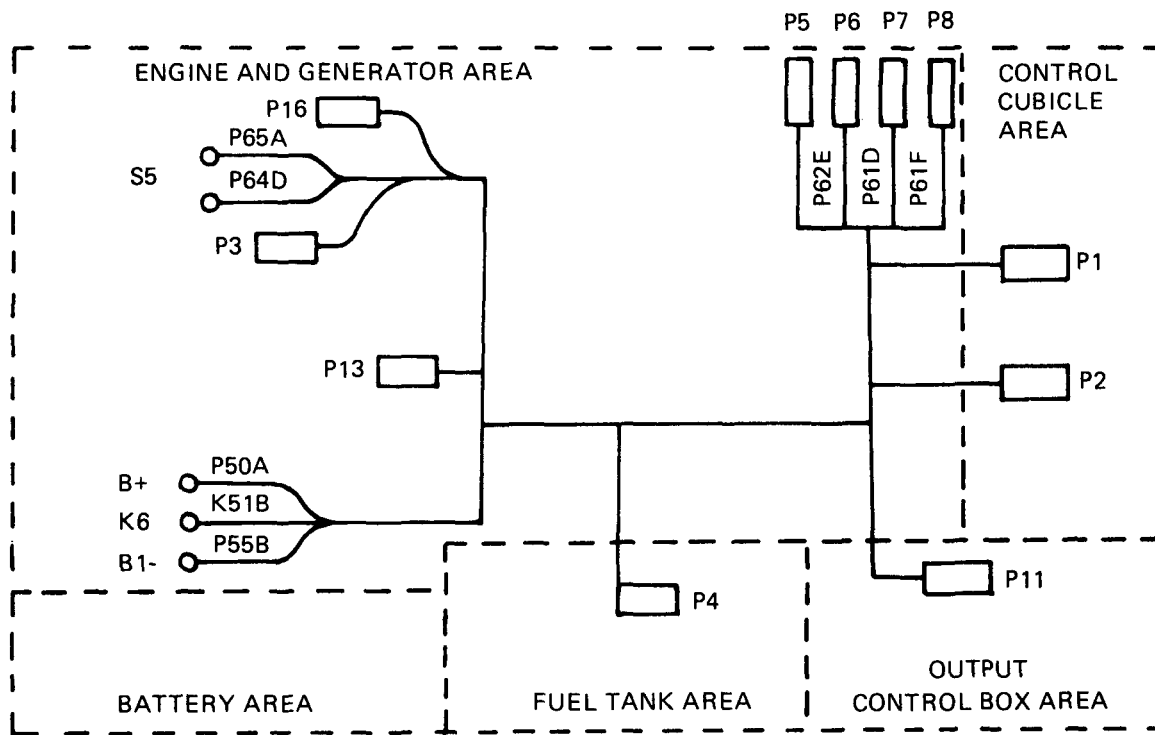 P5 P6 P7 P8
ENGINE AND GENERATOR AREA
CONTROL
CUBICLE
AREA
P16
P65A
S5
P64D
P3
P62E
P61D
P61F
P1
P13
P2
P50A
B+
K51B
K6
P55B
B1-
P4
P11
BATTERY AREA
FUEL TANK AREA
OUTPUT
CONTROL BOX AREA